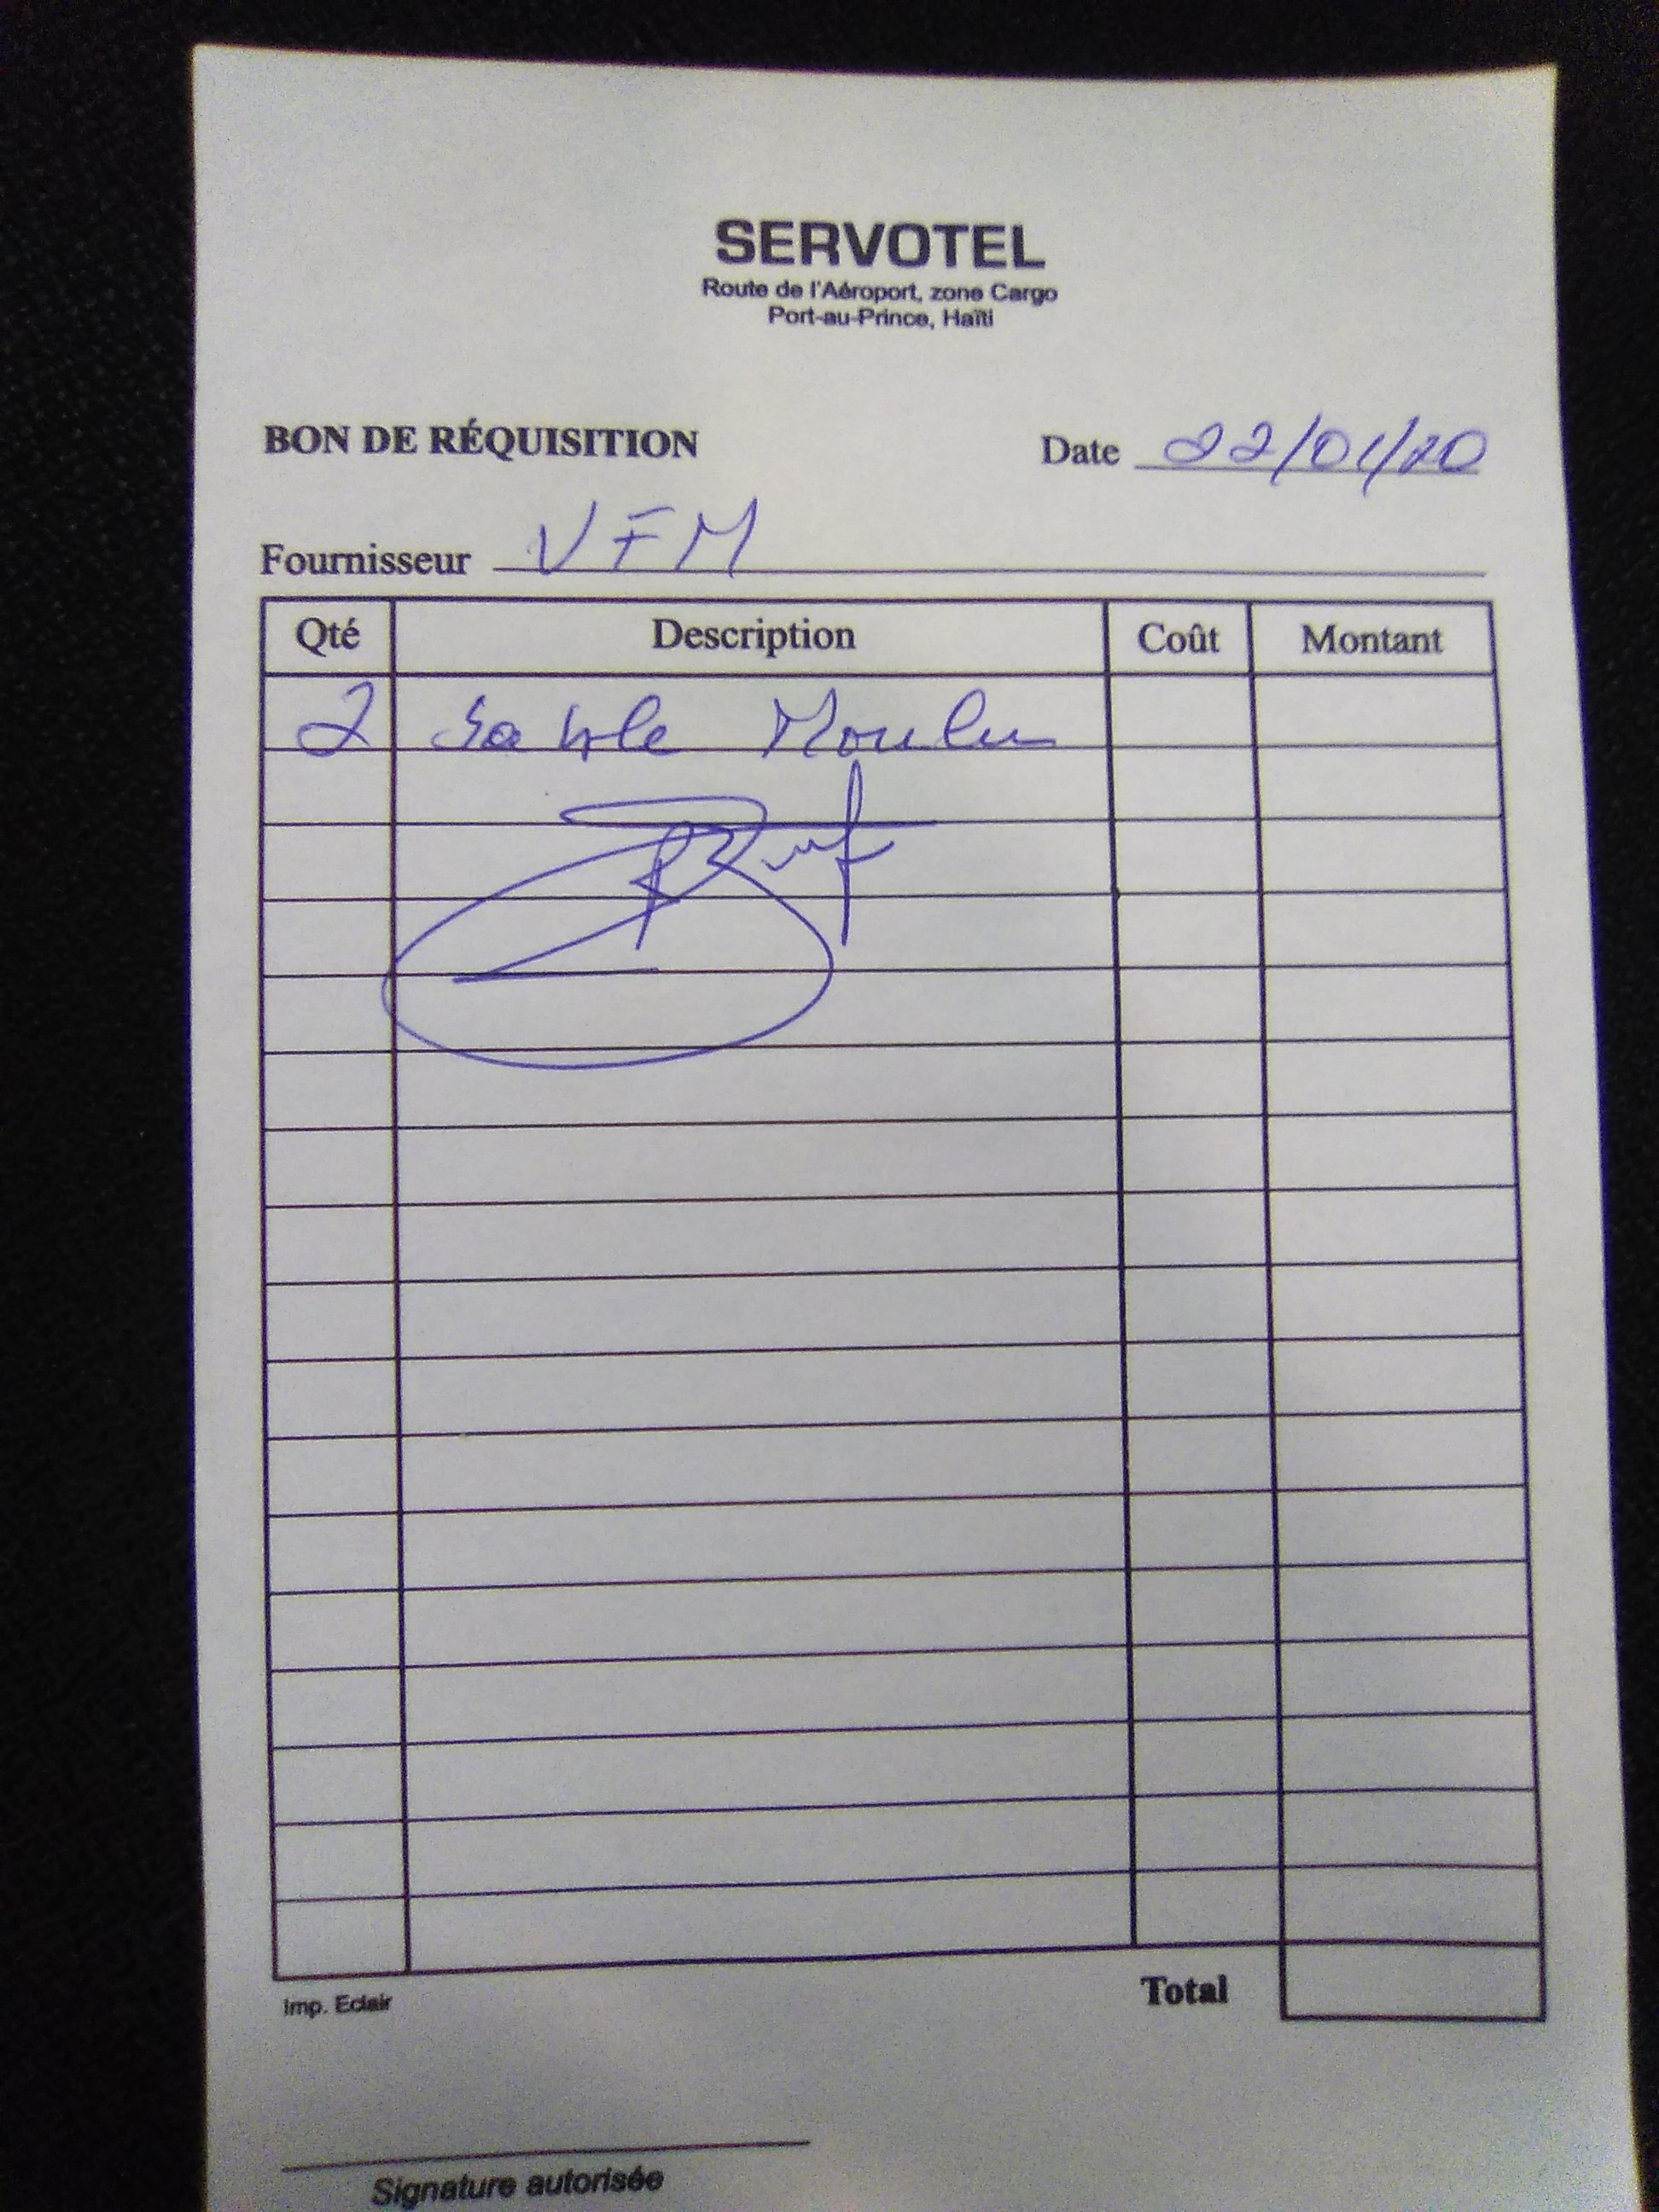 SERVOTEL
Route de l'Aéroport, zone Cargo
Port-au-Prince, Haïti
BON DE RÉQUISITION Date 22/01/20
Fournisseur VFM
Qté Description Coût Montant
2 Sable Moulu
Imp. Eclair Total
Signature autorisée